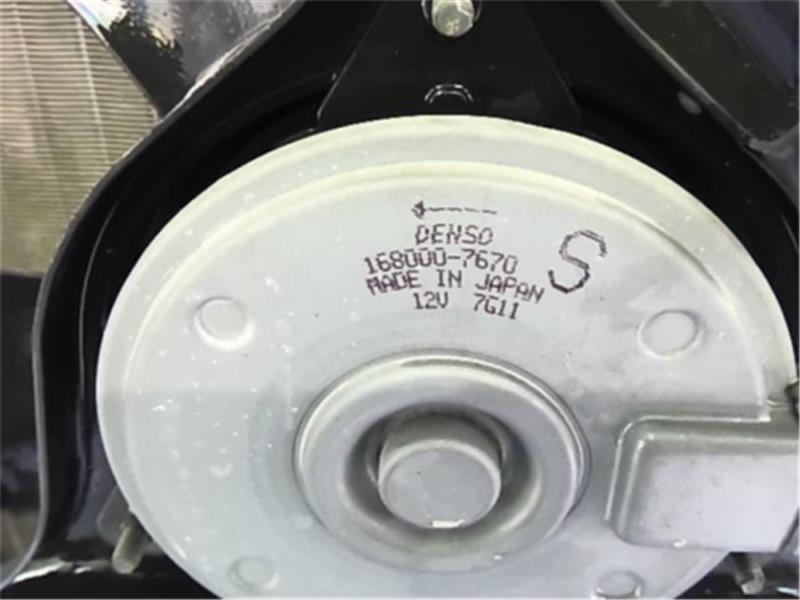 DENSO
168000-7670
S
MADE IN JAPAN
12V 7G11